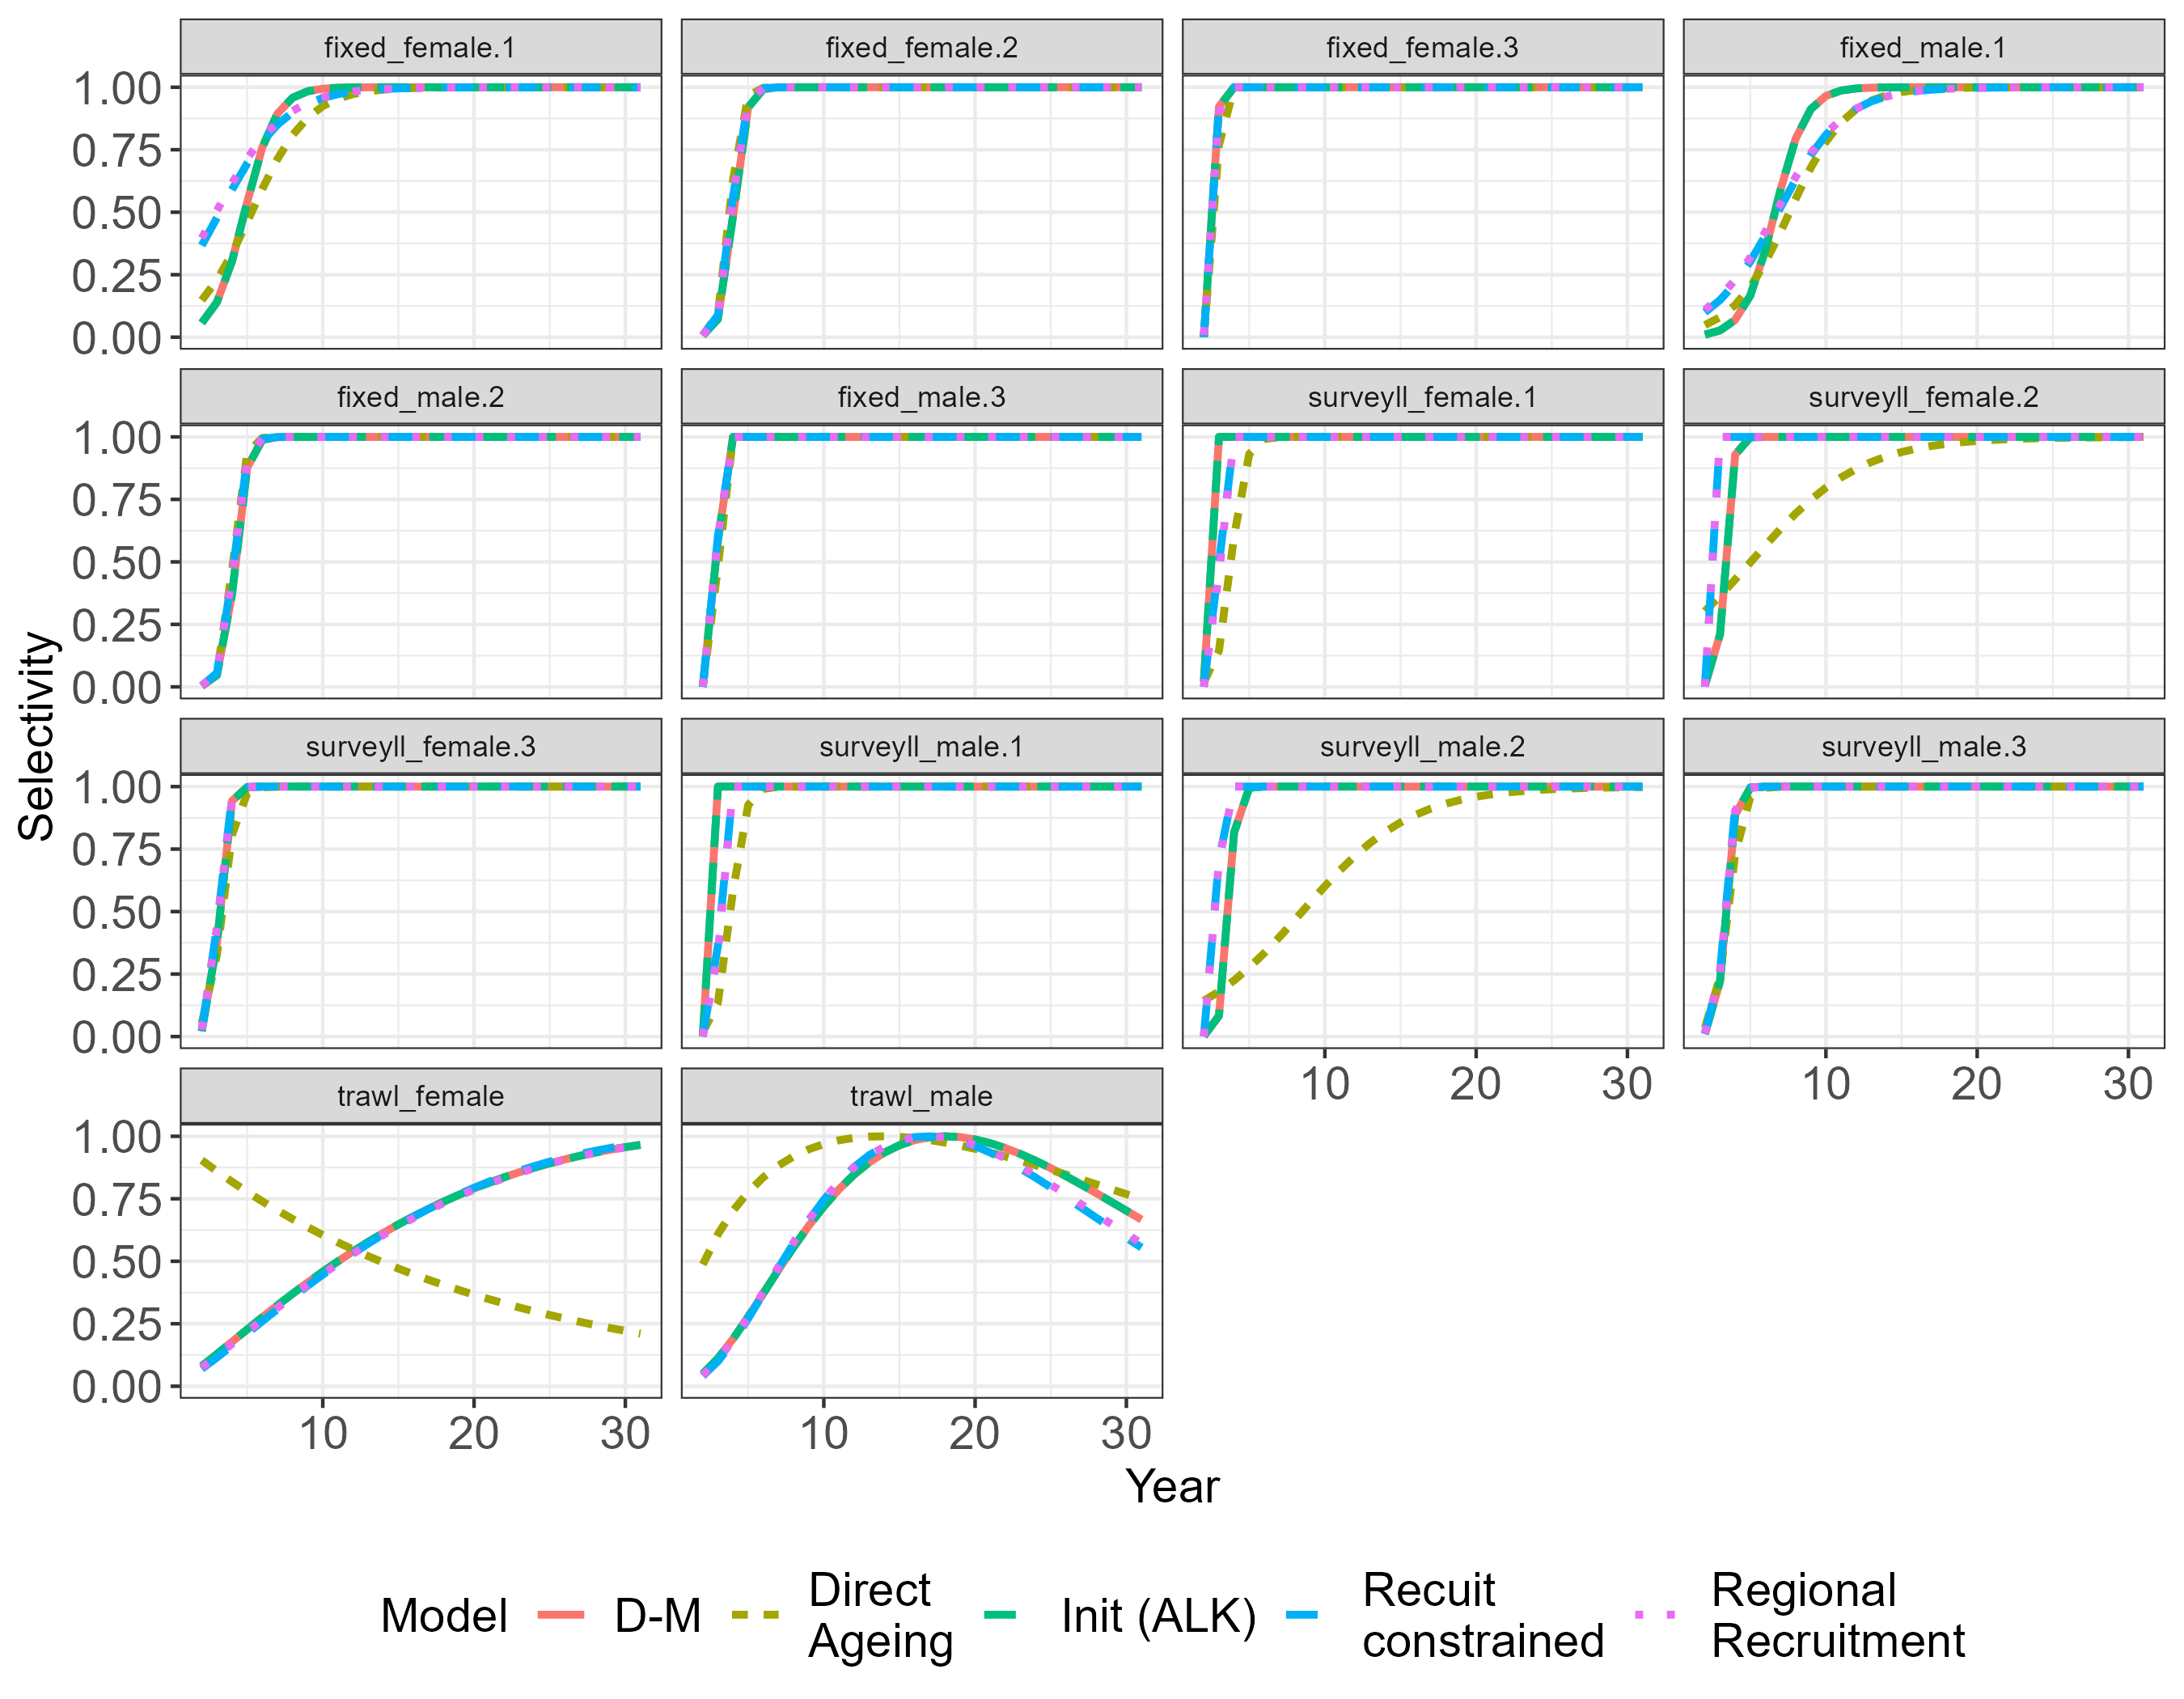 fixed_female.1
fixed_female.2
fixed_female.3
fixed_male.1
1.00
0.75
0.50
0.25
0.00
fixed_male.2
fixed_male.3
surveyll_female.1
surveyll_female.2
1.00
0.75
0.50
0.25
0.00
surveyll_female.3
surveyll_male.1
surveyll_male.2
surveyll_male.3
1.00
0.75
0.50
0.25
0.00
10 20 30
10 20 30
trawl_female
trawl_male
1.00
0.75
0.50
0.25
0.00
10 20 30
10 20 30
Selectivity
Year
Model
D-M
Direct
Ageing
Init (ALK)
Recuit
constrained
Regional
Recruitment